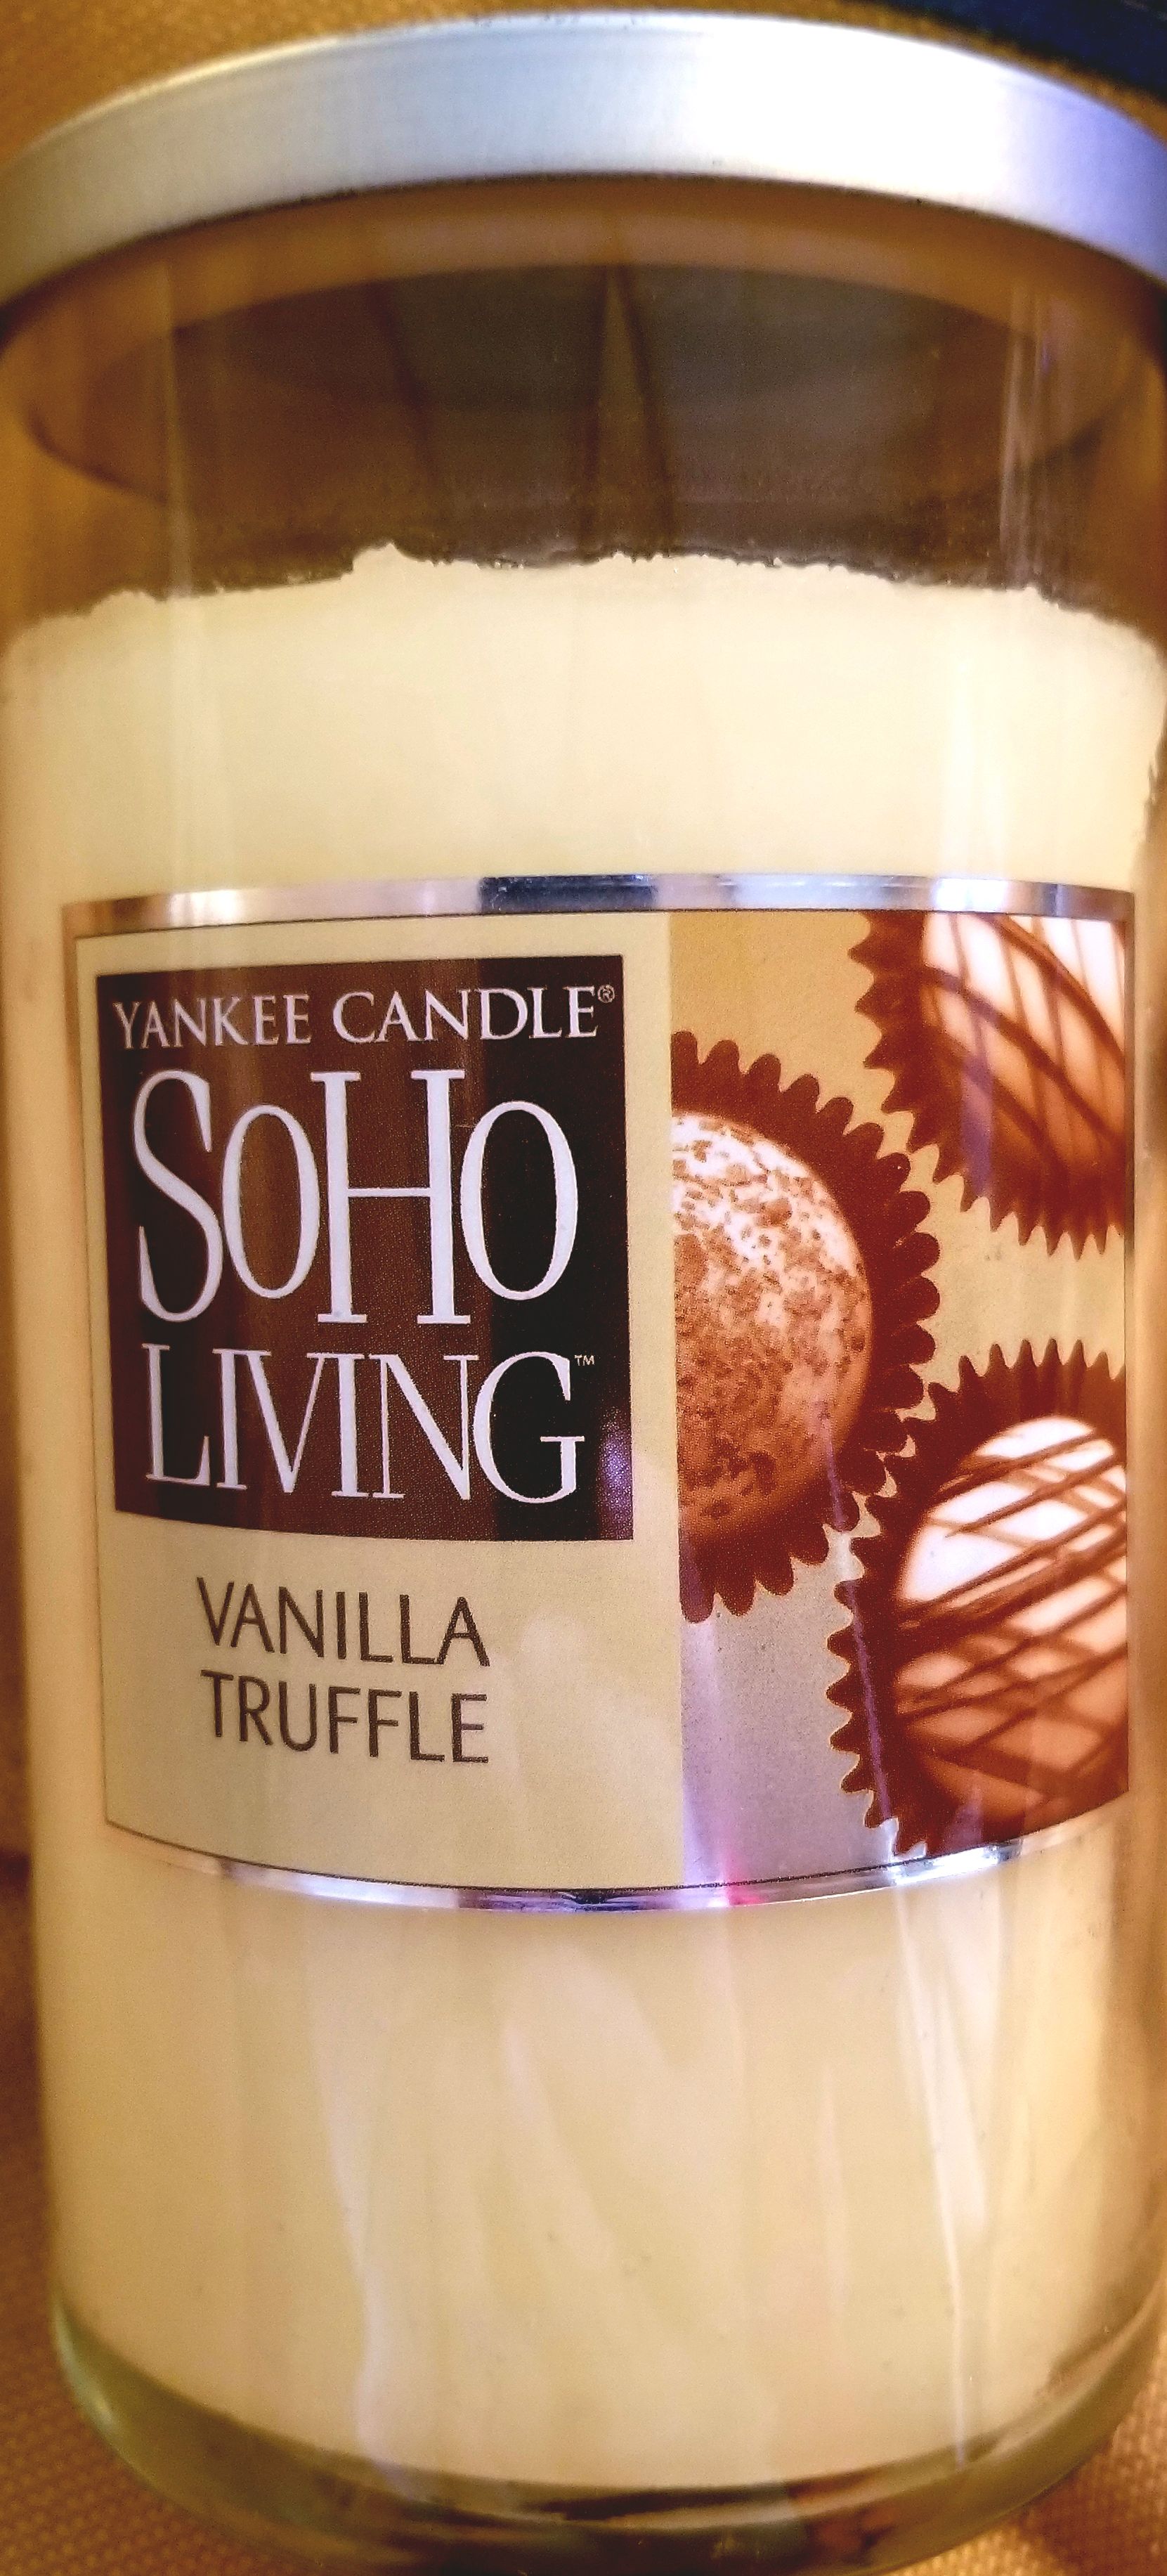 YANKEE CANDLE®
SOHO
LIVING™
VANILLA
TRUFFLE